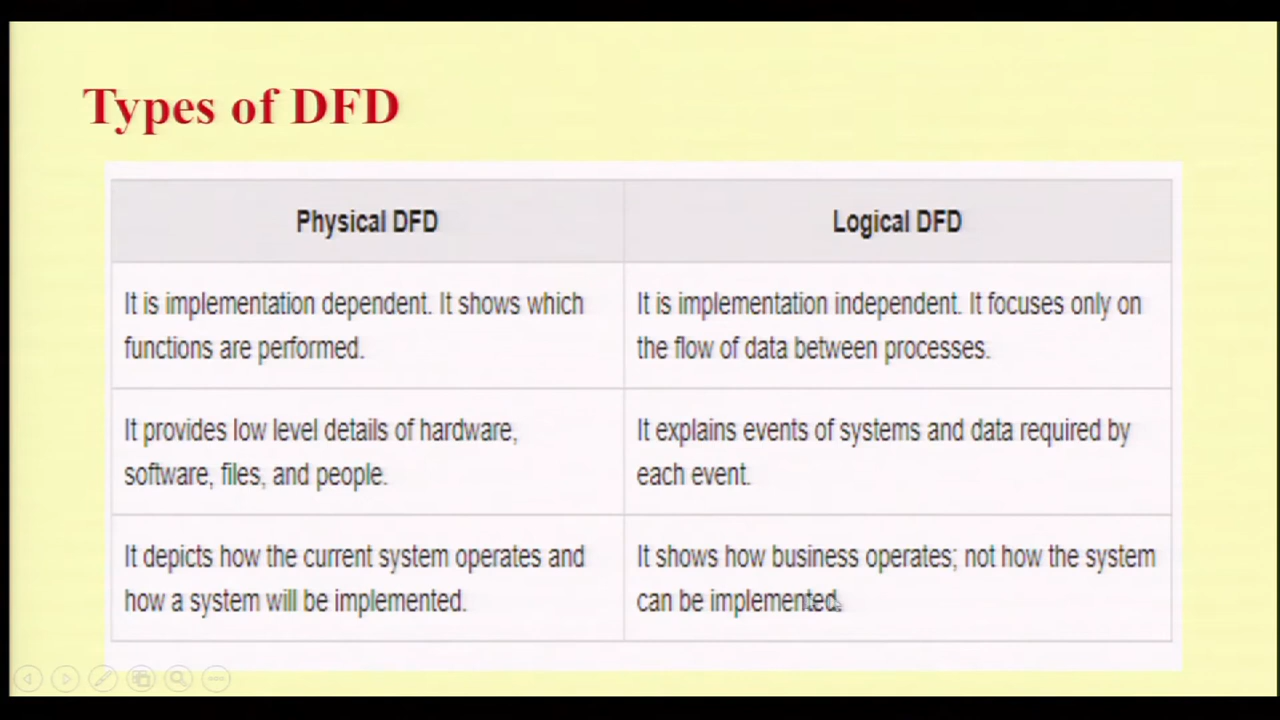 Types of DFD
Physical DFD
Logical DFD
It is implementation dependent. It shows which
functions are performed.
It is implementation independent. It focuses only on
the flow of data between processes.
It provides low level details of hardware,
software, files, and people.
It explains events of systems and data required by
each event.
It depicts how the current system operates and
how a system will be implemented.
It shows how business operates; not how the system
can be implemented.